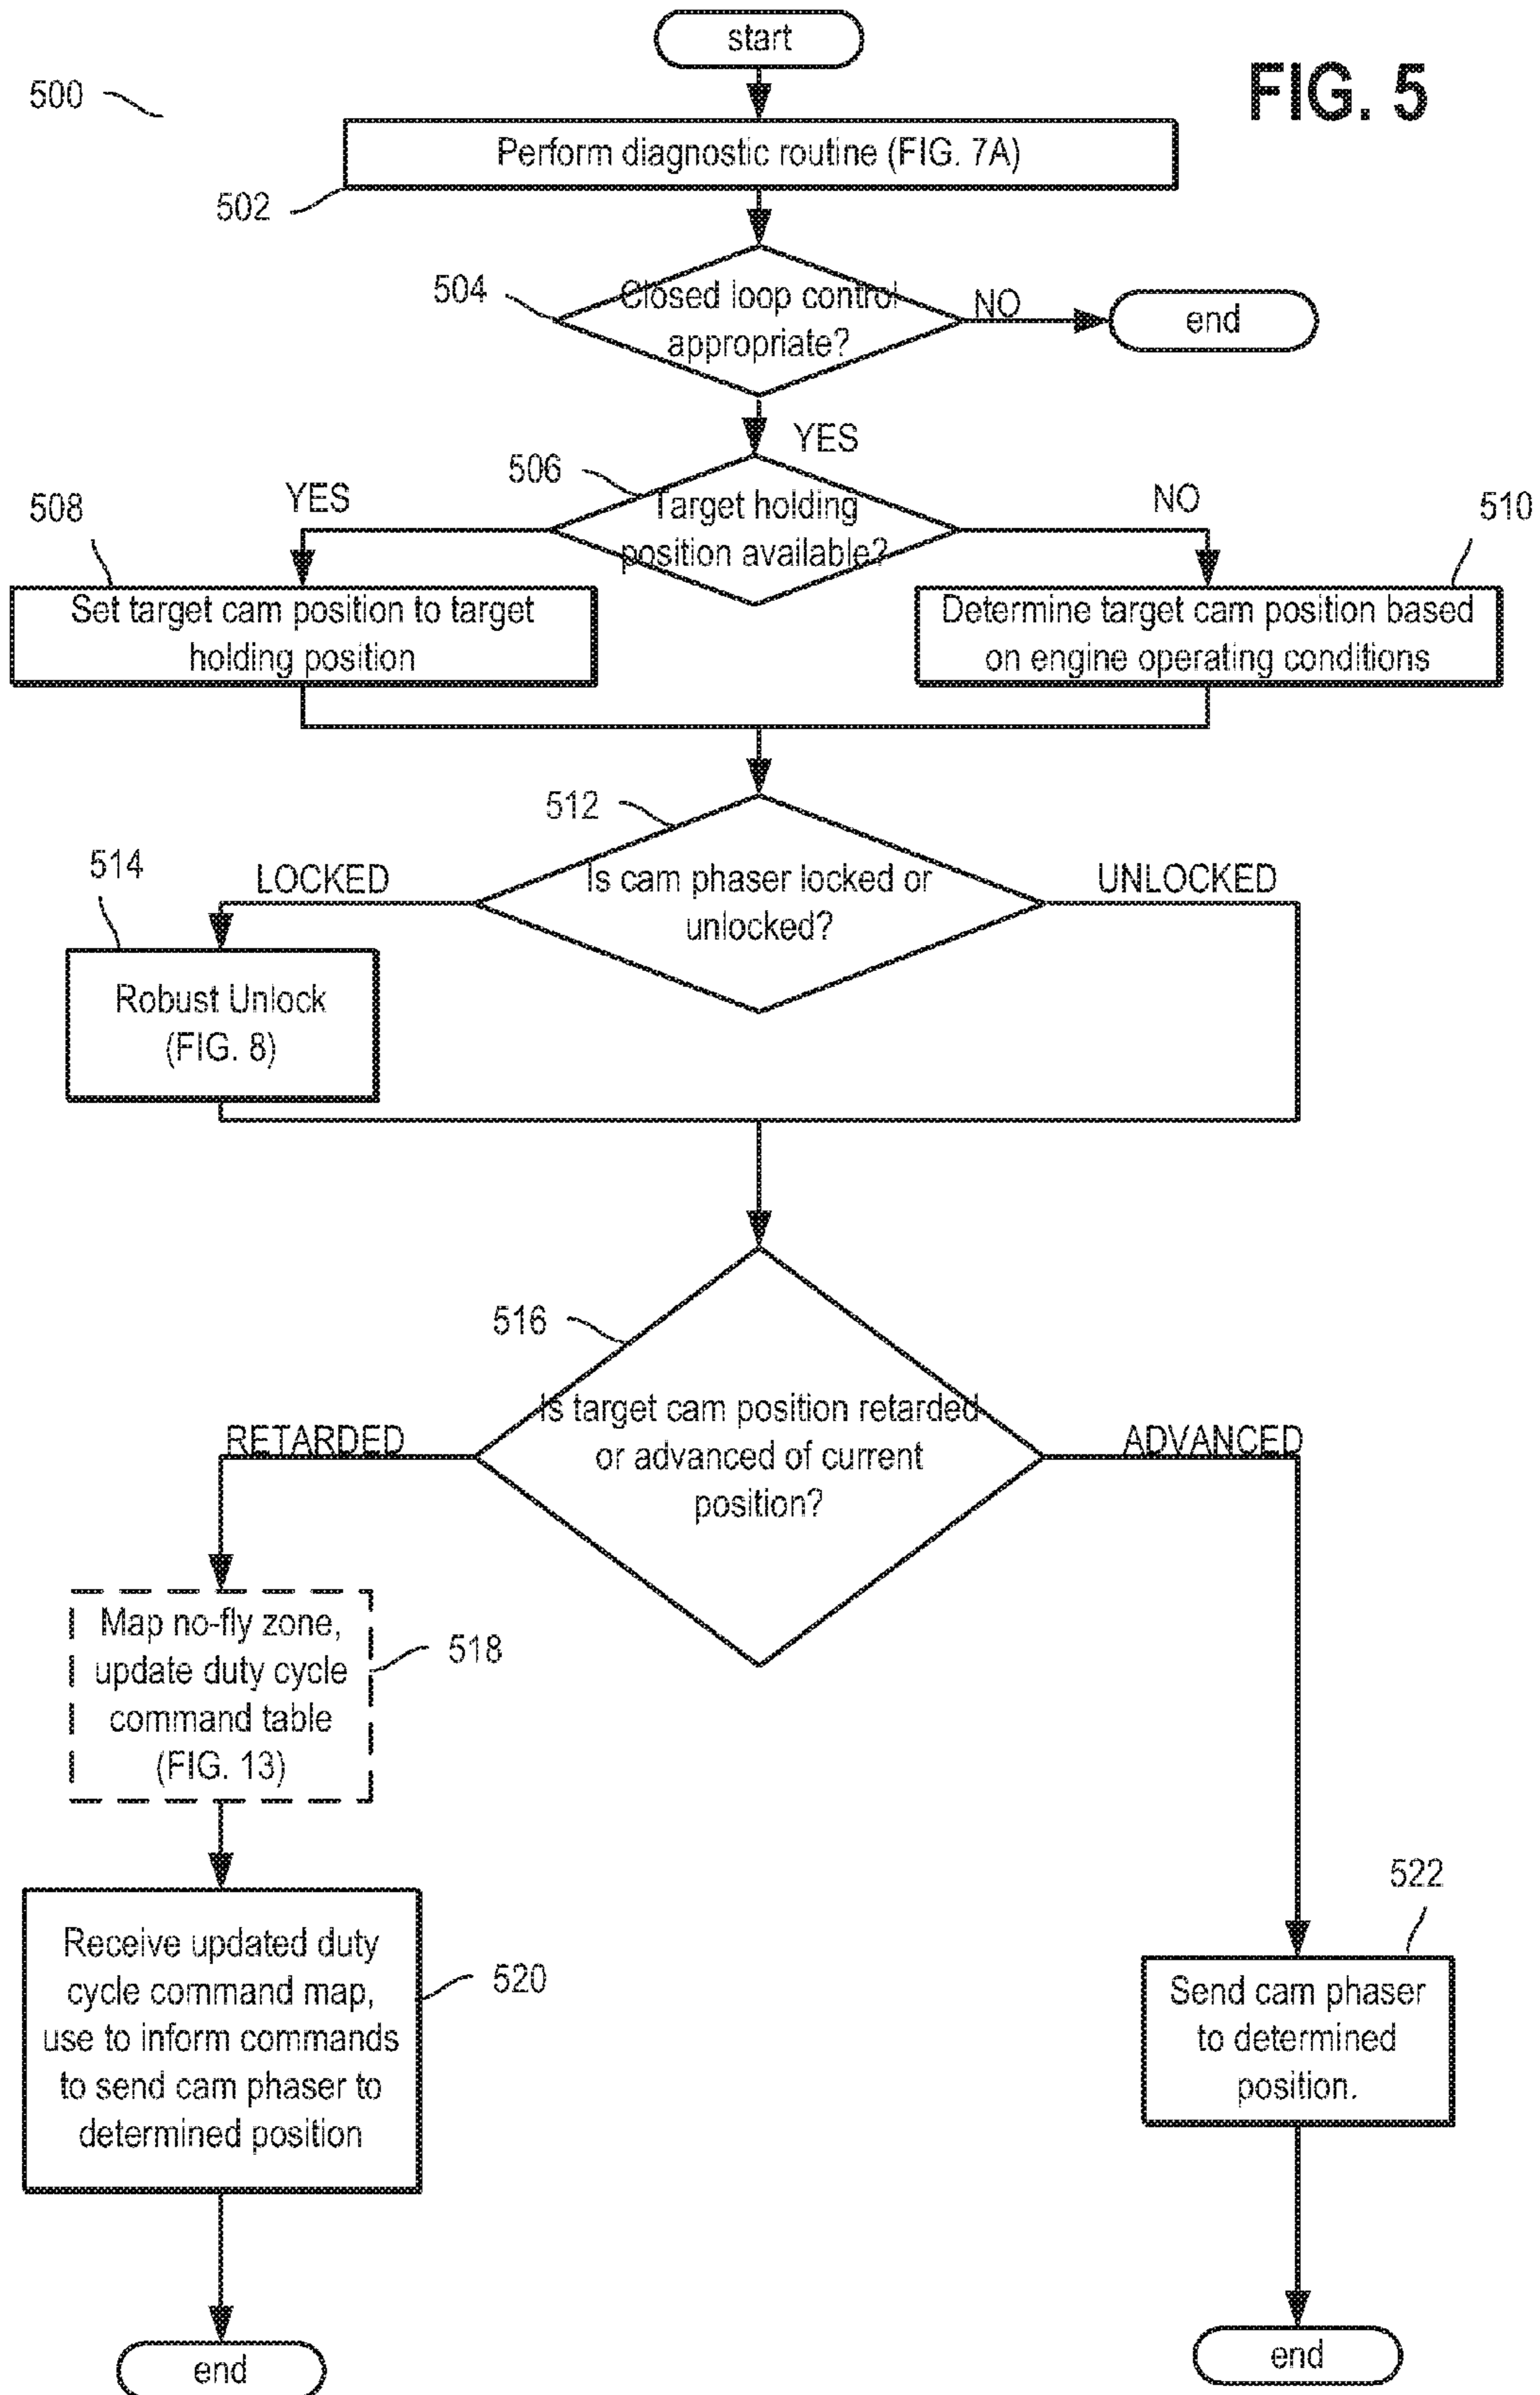 start
FIG. 5
500
Perform diagnostic routine (FIG. 7A)
502
504
Closed loop control
appropriate?
NO
end
YES
506
Target holding
position available?
YES
NO
508
510
Set target cam position to target
holding position
Determine target cam position based
on engine operating conditions
512
Is cam phaser locked or
unlocked?
LOCKED
UNLOCKED
514
Robust Unlock
(FIG. 8)
516
Is target cam position retarded
or advanced of current
position?
RETARDED
ADVANCED
Map no-fly zone,
update duty cycle
command table
(FIG. 13)
518
Receive updated duty
cycle command map,
use to inform commands
to send cam phaser to
determined position
520
522
Send cam phaser
to determined
position.
end
end